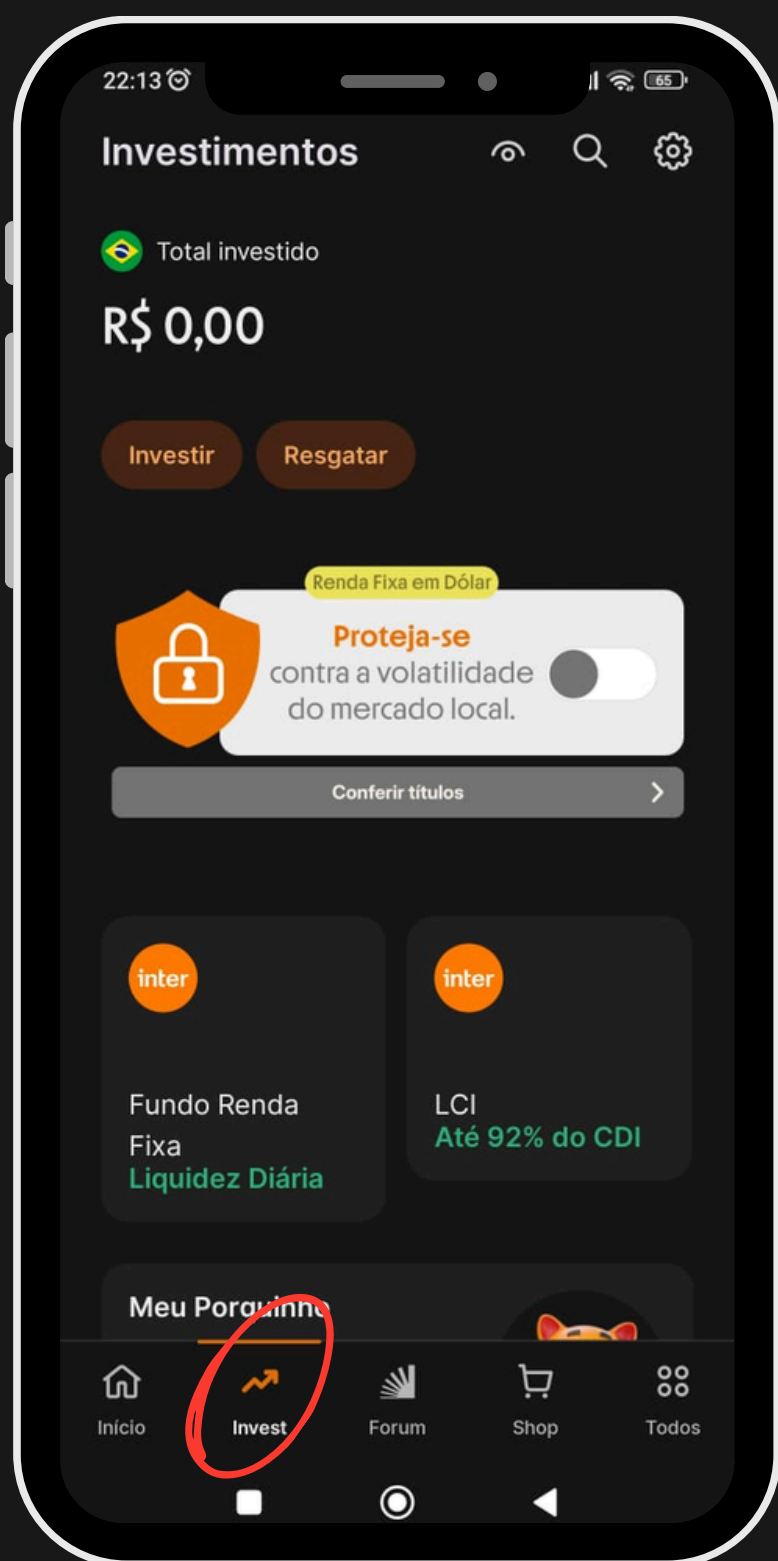 22:13
65
Investimentos
Total investido
R$ 0,00
Investir
Resgatar
Renda Fixa em Dólar
Proteja-se
contra a volatilidade
do mercado local.
Conferir títulos
inter
Fundo Renda
Fixa
Liquidez Diária
inter
LCI
Até 92% do CDI
Meu Porquinho
Início
Invest
Forum
Shop
Todos